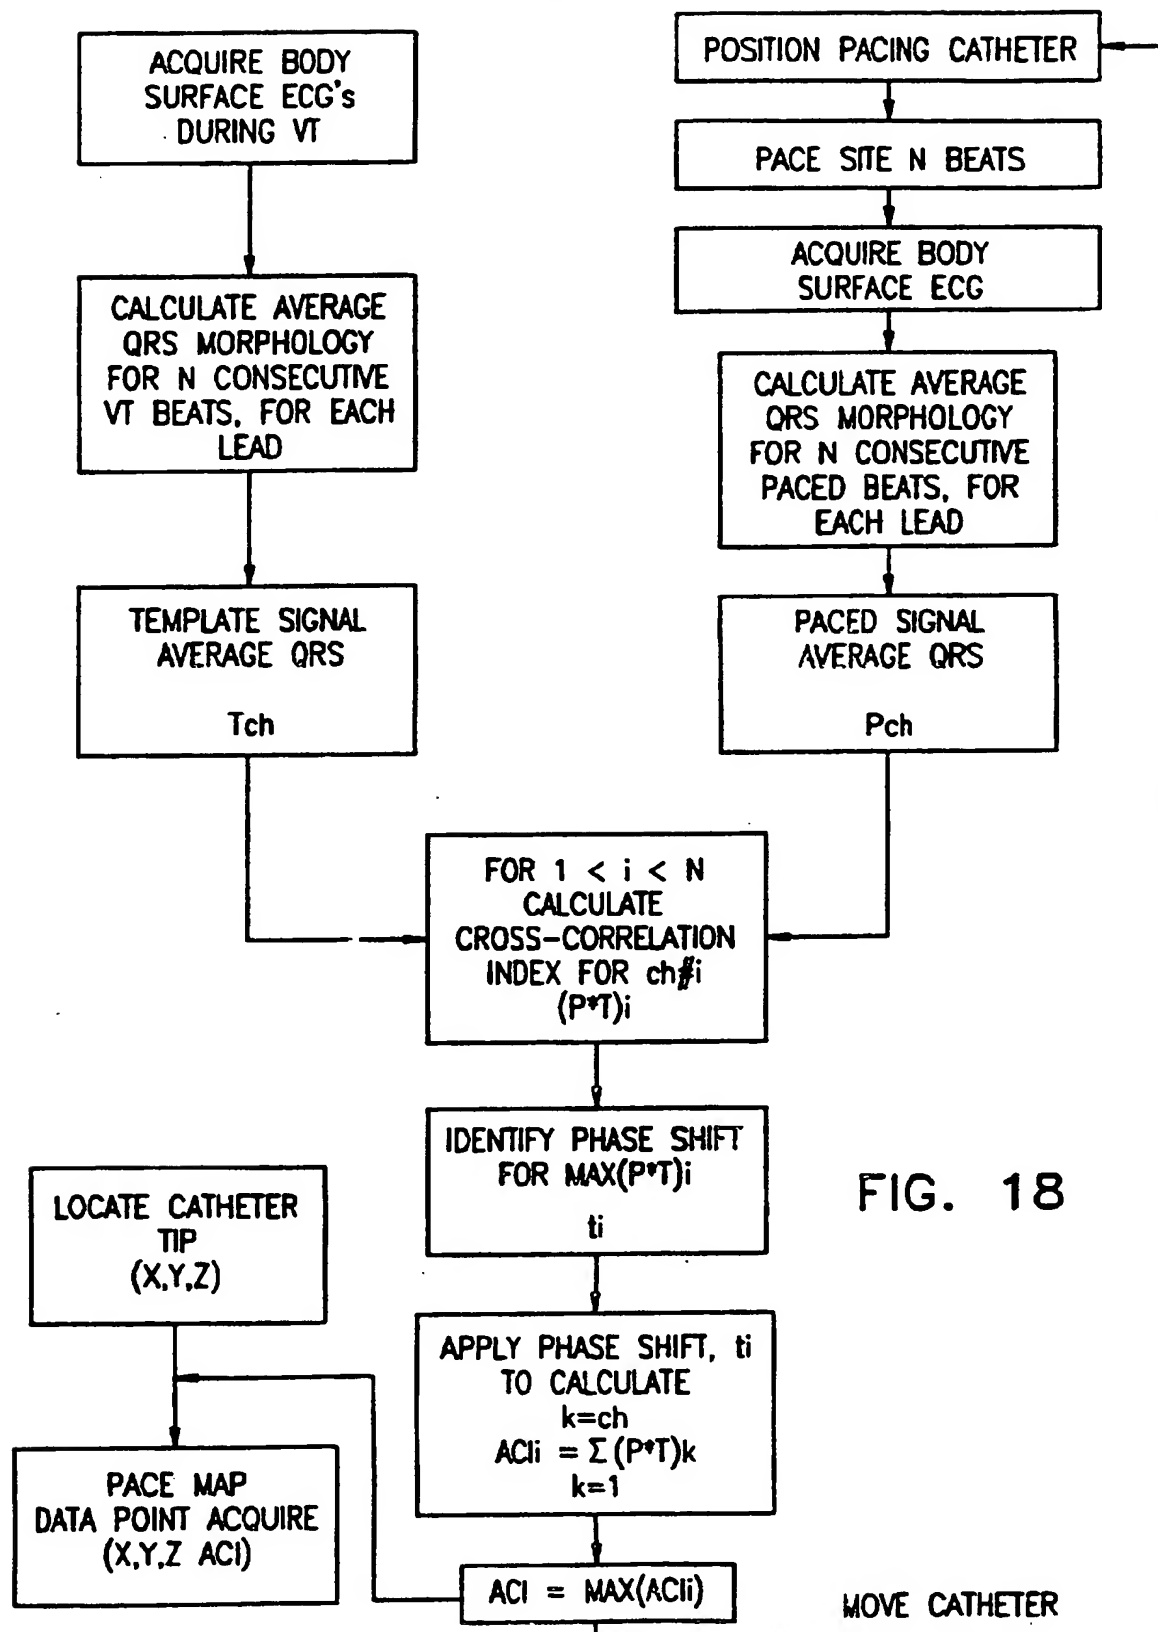 ACQUIRE BODY
SURFACE ECG's
DURING VT
CALCULATE AVERAGE
QRS MORPHOLOGY
FOR N CONSECUTIVE
VT BEATS, FOR EACH
LEAD
TEMPLATE SIGNAL
AVERAGE QRS
Tch
POSITION PACING CATHETER
PACE SITE N BEATS
ACQUIRE BODY
SURFACE ECG
CALCULATE AVERAGE
QRS MORPHOLOGY
FOR N CONSECUTIVE
PACED BEATS, FOR
EACH LEAD
PACED SIGNAL
AVERAGE QRS
Pch
FOR 1 < i < N
CALCULATE
CROSS-CORRELATION
INDEX FOR ch#i
(P*T)i
IDENTIFY PHASE SHIFT
FOR MAX(P*T)i
ti
FIG. 18
LOCATE CATHETER
TIP
(X,Y,Z)
APPLY PHASE SHIFT, ti
TO CALCULATE
k=ch
ACIi = Σ(P*T)k
k=1
PACE MAP
DATA POINT ACQUIRE
(X,Y,Z ACI)
ACI = MAX(ACIi)
MOVE CATHETER